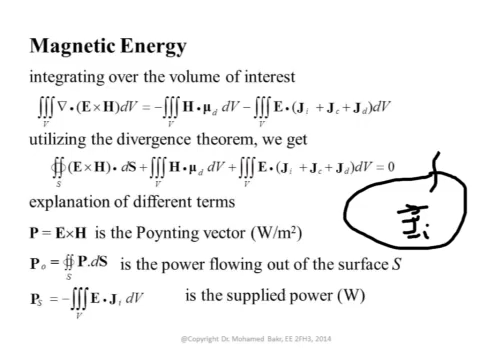 Magnetic Energy
integrating over the volume of interest
∭_V ∇•(E×H)dV = −∭_V H•μ_d dV −∭_V E•(J_i +J_c+J_d)dV
utilizing the divergence theorem, we get
∯_S (E×H)• dS+∭_V H•μ_d dV+∭_V E•(J_i +J_c+J_d)dV = 0
explanation of different terms
P = E×H is the Poynting vector (W/m²)
P_o = ∯_S P.dS is the power flowing out of the surface S
P_S = −∭_V E•J_i dV is the supplied power (W)
J_i
@Copyright Dr. Mohamed Bakr, EE 2FH3, 2014